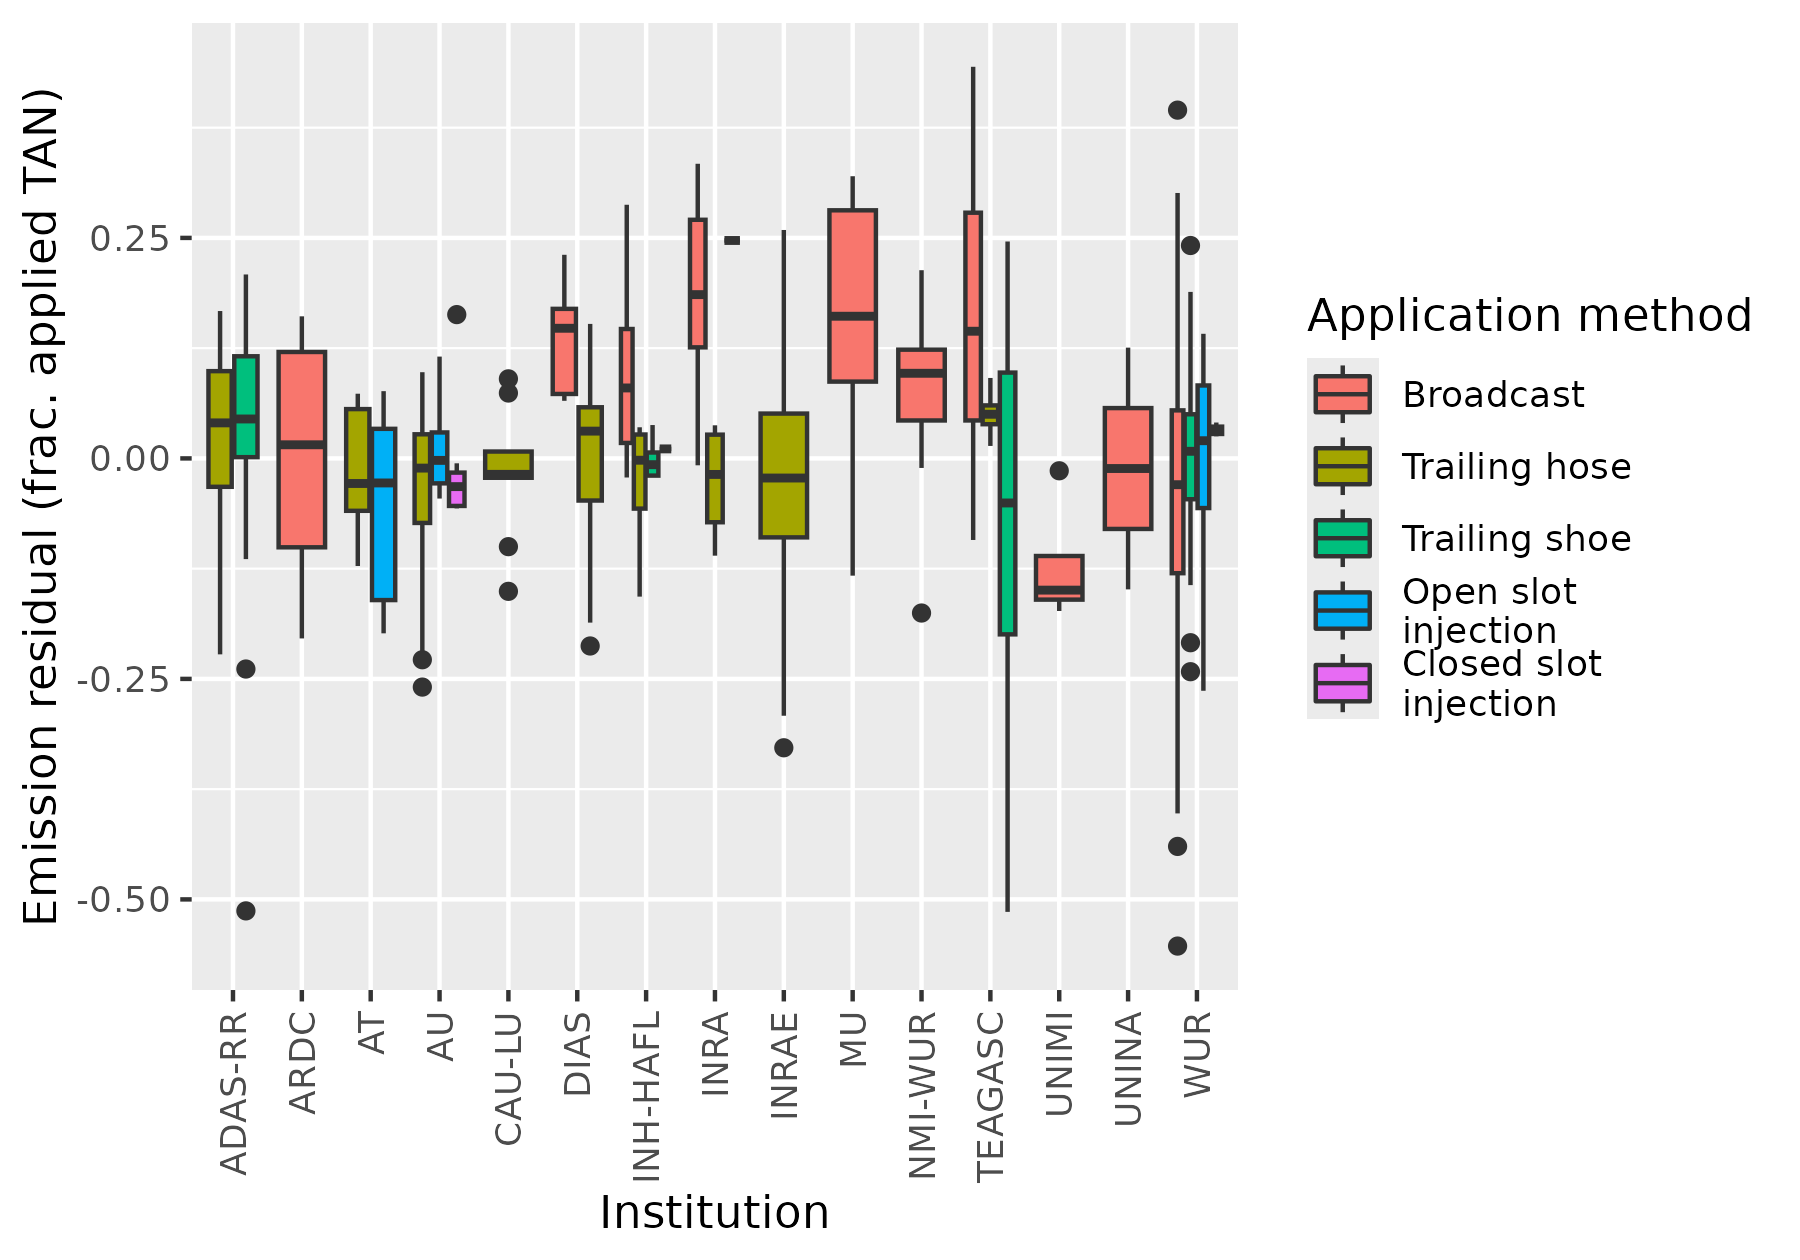 Emission residual (frac. applied TAN)
0.25
0.00
-0.25
-0.50
ADAS-RR
ARDC
AT
AU
CAU-LU
DIAS
INH-HAFL
INRA
INRAE
MU
NMI-WUR
TEAGASC
UNIMI
UNINA
WUR
Institution
Application method
Broadcast
Trailing hose
Trailing shoe
Open slot
injection
Closed slot
injection